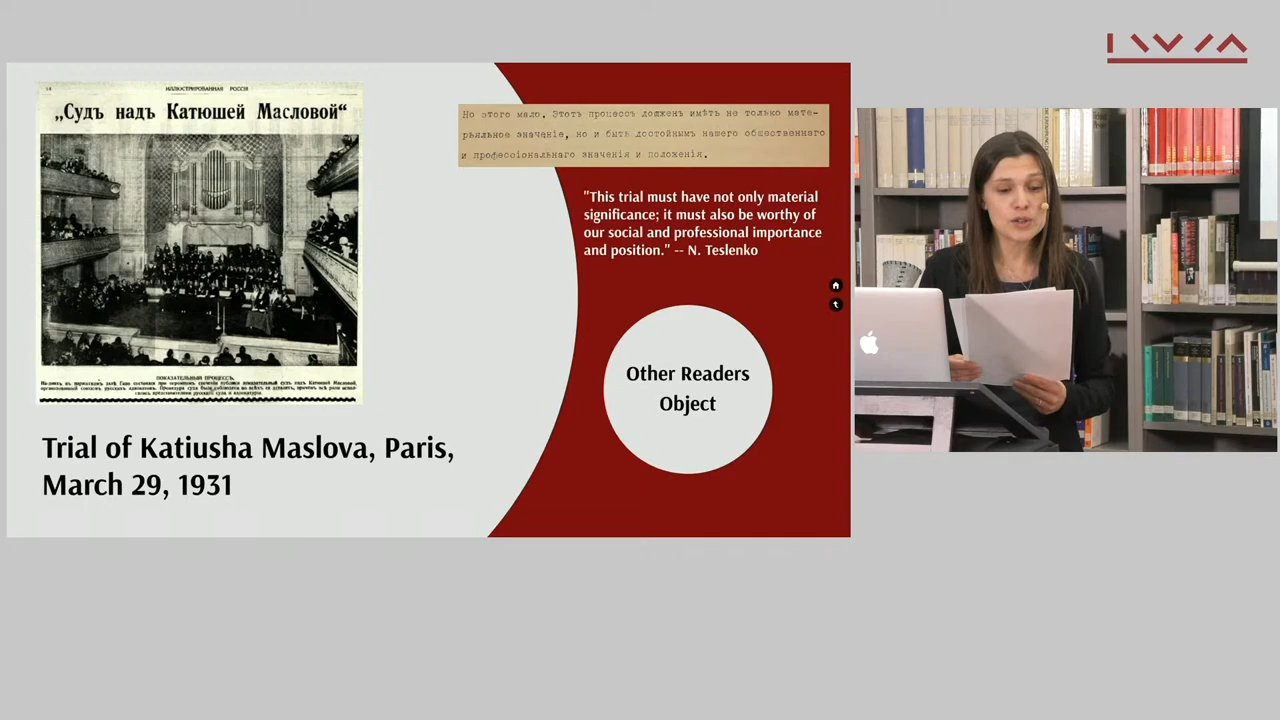 14 ИЛЛЮСТРИРОВАННАЯ РОССІЯ
„Судъ надъ Катюшей Масловой“
ПОКАЗАТЕЛЬНЫЙ ПРОЦЕССЪ.
Но этого мало. Этотъ процессъ долженъ имѣть не только мате-
рьяльное значеніе, но и быть достойнымъ нашего общественнаго
и профессіональнаго значенія и положенія.
"This trial must have not only material
significance; it must also be worthy of
our social and professional importance
and position." -- N. Teslenko
Other Readers
Object
Trial of Katiusha Maslova, Paris,
March 29, 1931